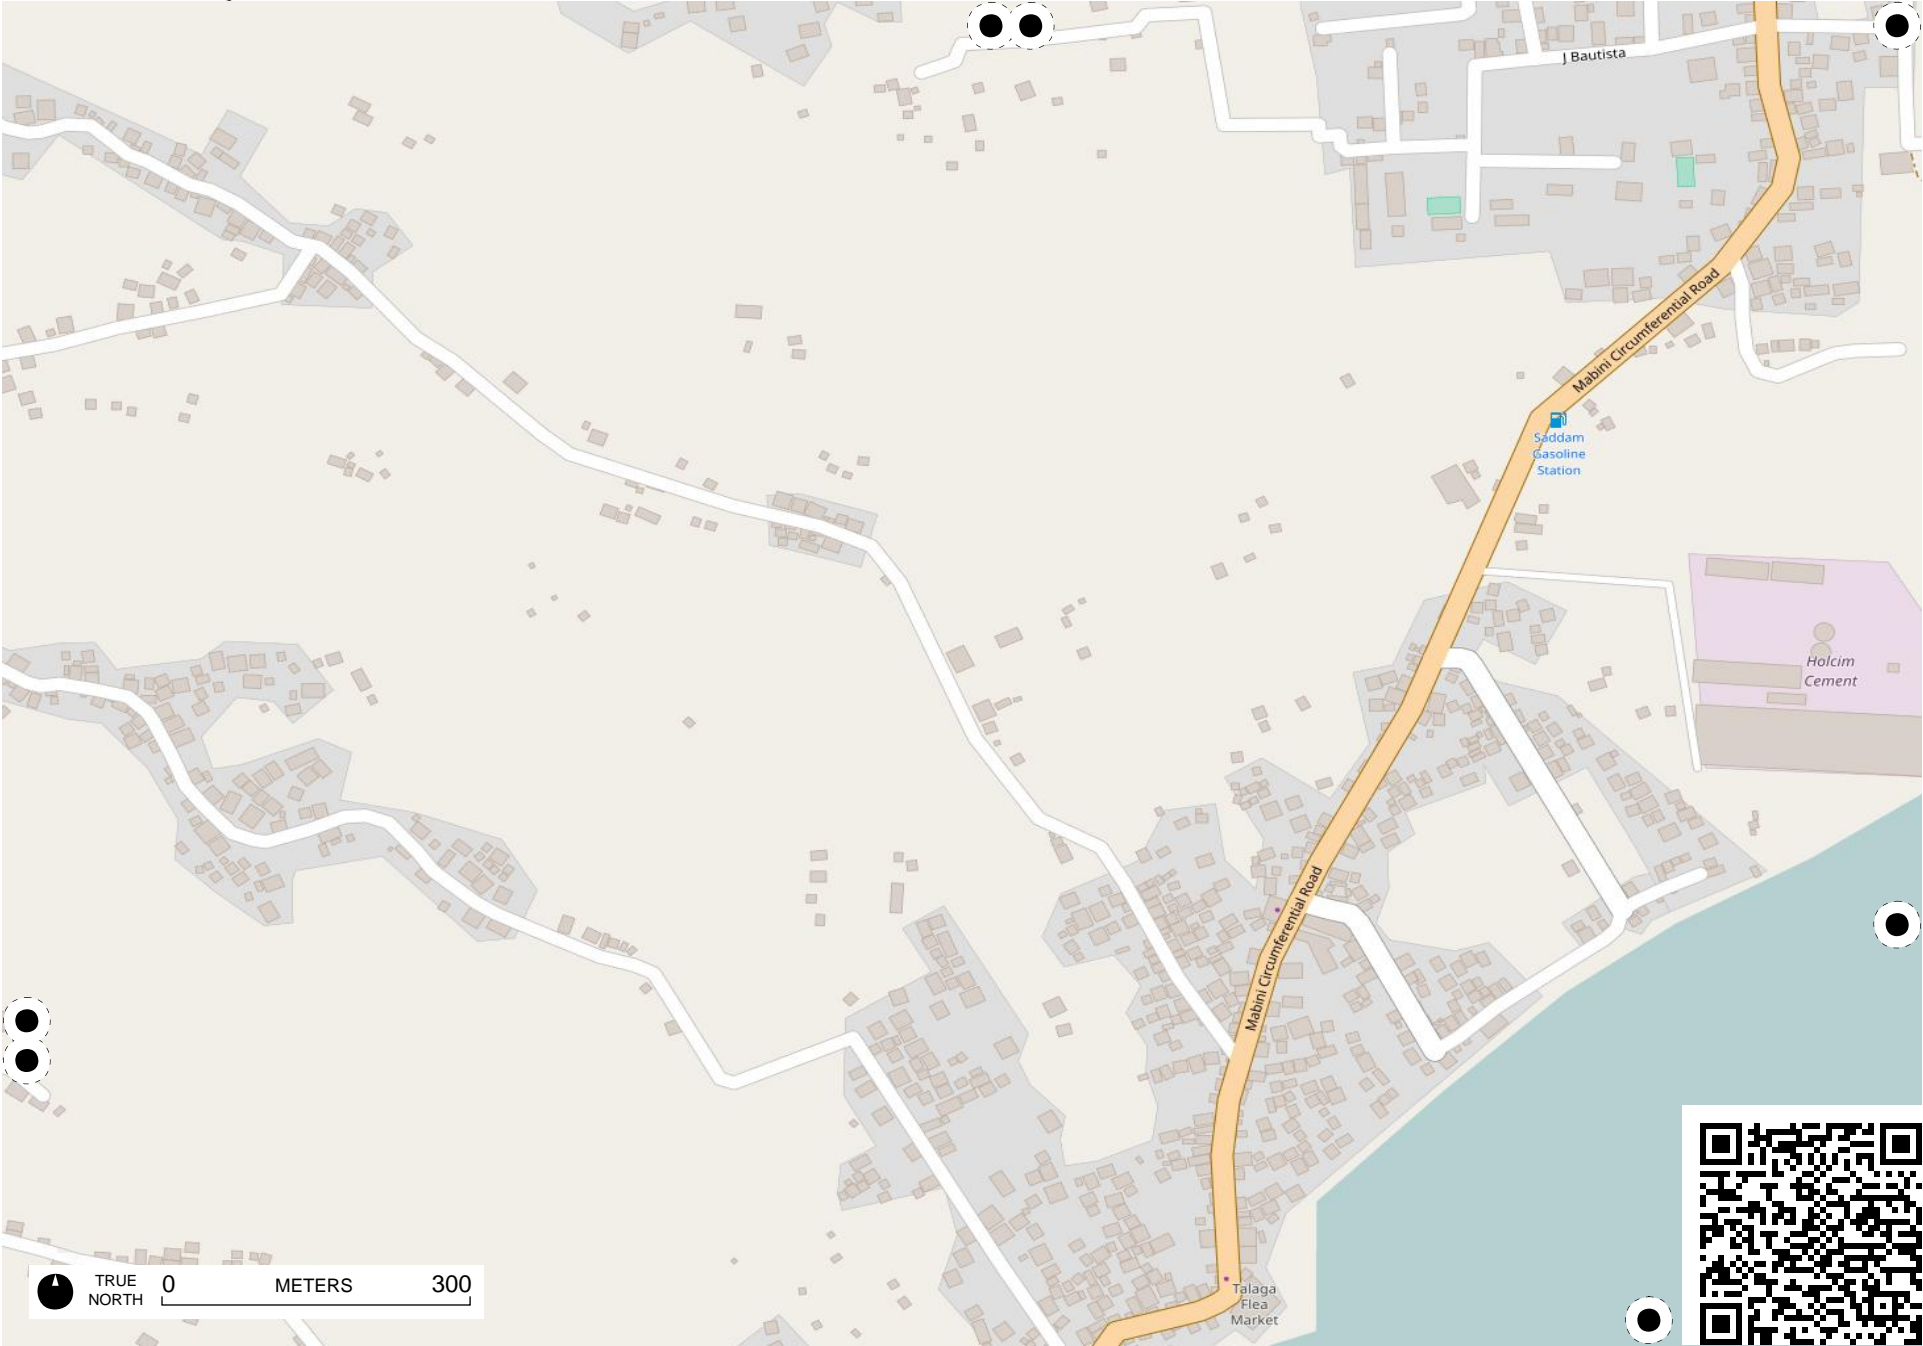 J Bautista
Mabini Circumferential Road
Saddam
Gasoline
Station
Holcim
Cement
Mabini Circumferential Road
Talaga
Flea
Market
TRUE
NORTH
0 METERS 300